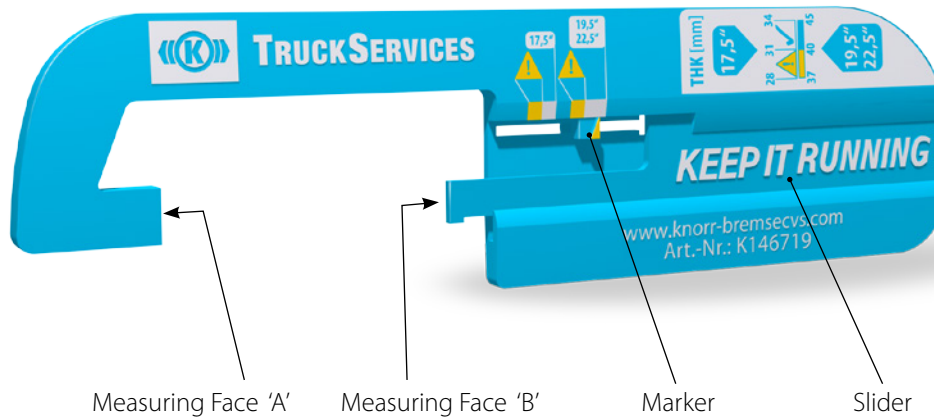 K
TRUCKSERVICES
17,5"
19,5"
22,5"
THK [mm]
17,5"
28 31 34
37 40 45
19,5"
22,5"
KEEP IT RUNNING
www.knorr-bremsecvs.com
Art.-Nr.: K146719
Measuring Face 'A'
Measuring Face 'B'
Marker
Slider